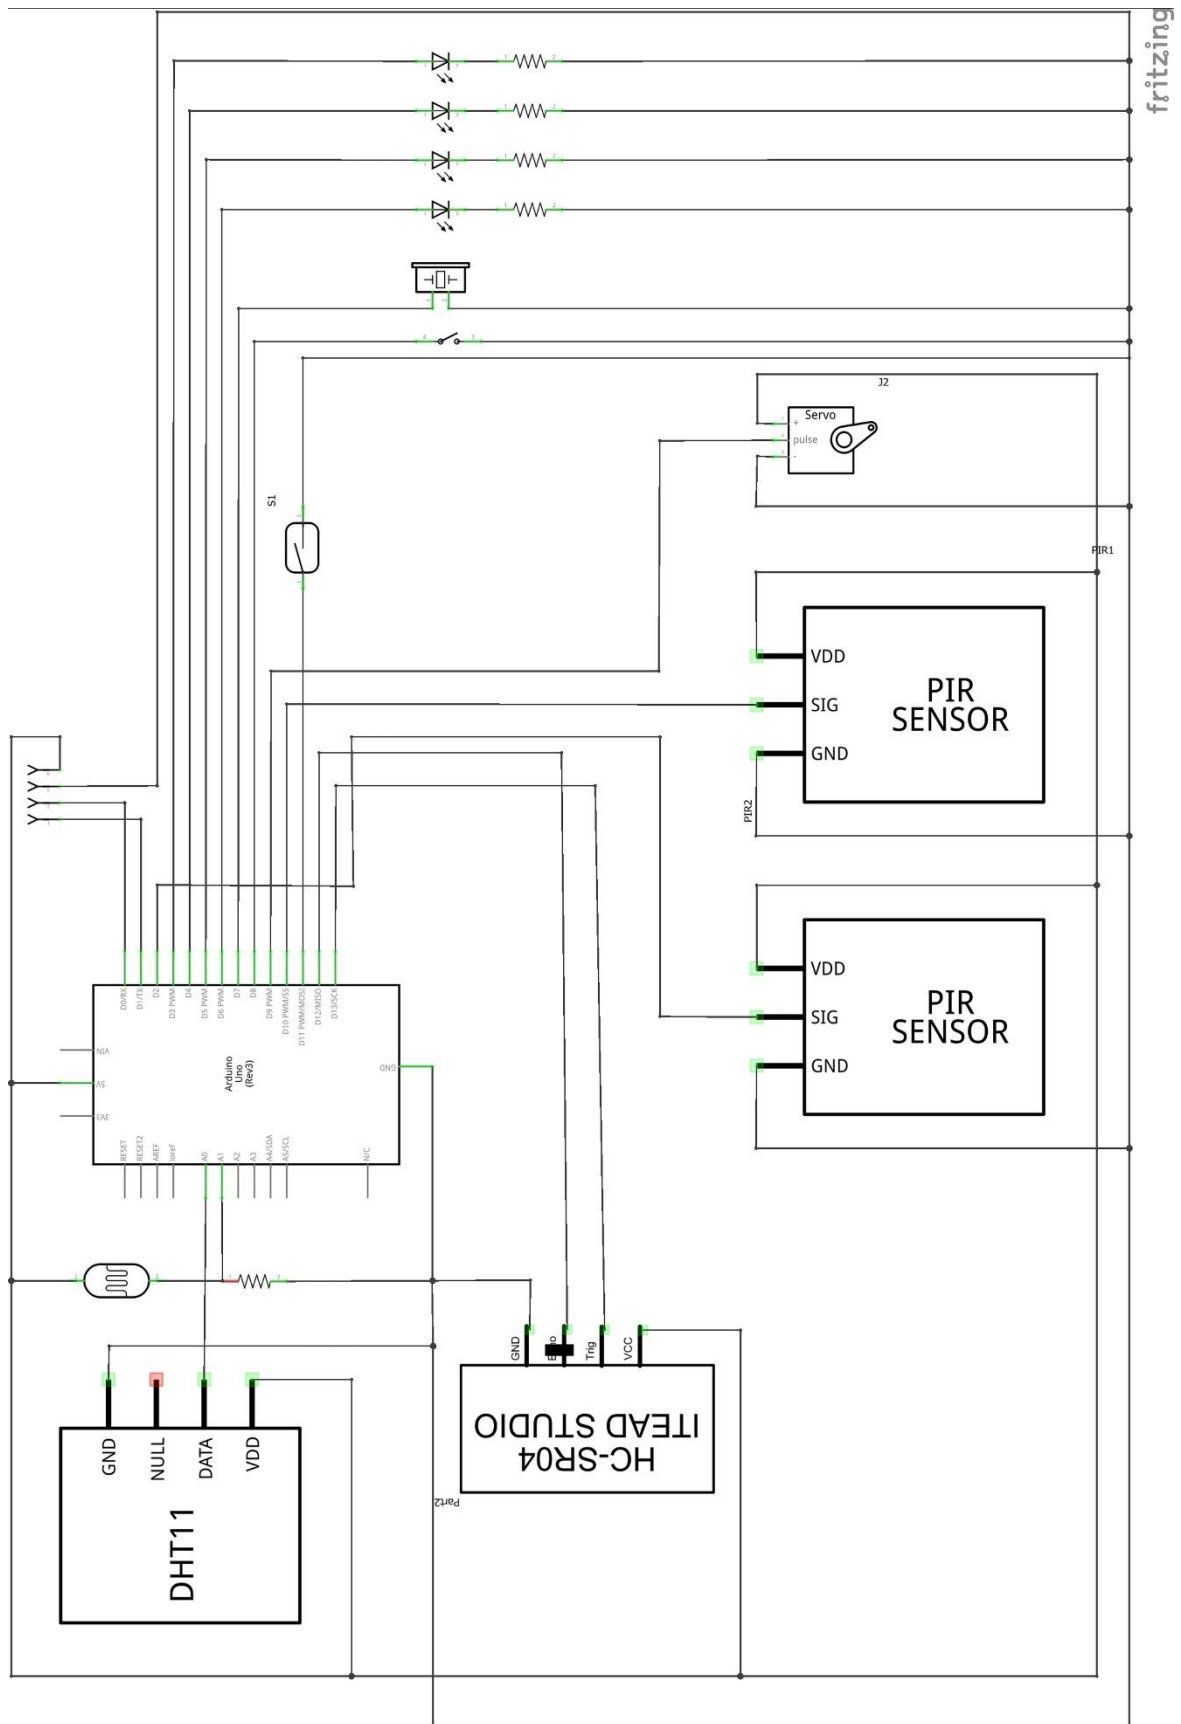 fritzing
J2
Servo
+
pulse
-
S1
PIR1
VDD
SIG
GND
PIR
SENSOR
PIR2
VDD
SIG
GND
PIR
SENSOR
D0/RX
D1/TX
D2
D3 PWM
D4
D5 PWM
D6 PWM
D7
D8
D9 PWM
D10 PWM/SS
D11 PWM/MOSI
D12/MISO
D13/SCK
VIN
5V
3V3
Arduino
Uno
(Rev3)
GND
RESET
RESET2
AREF
ioref
A0
A1
A2
A3
A4/SDA
A5/SCL
N/C
GND
Trig
VCC
HC-SR04
ITEAD STUDIO
Part2
GND
NULL
DATA
VDD
DHT11